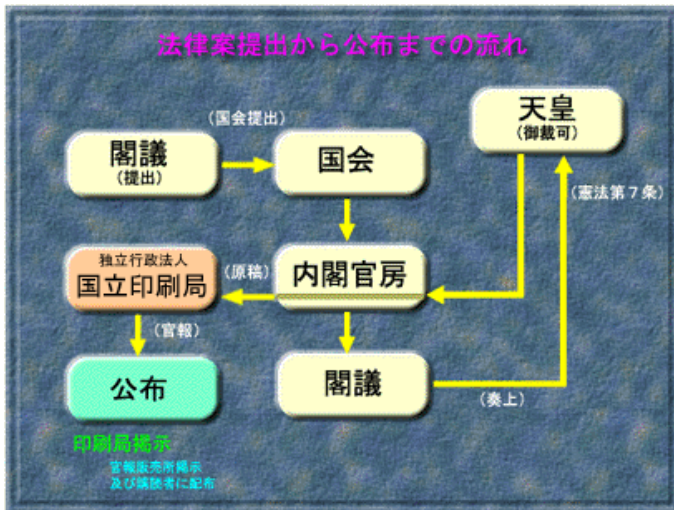 法律案提出から公布までの流れ
閣議
(提出)
(国会提出)
国会
天皇
(御裁可)
(憲法第7条)
独立行政法人
国立印刷局
(原稿)
内閣官房
(官報)
公布
閣議
(奏上)
印刷局掲示
官報販売所掲示
及び購読者に配布